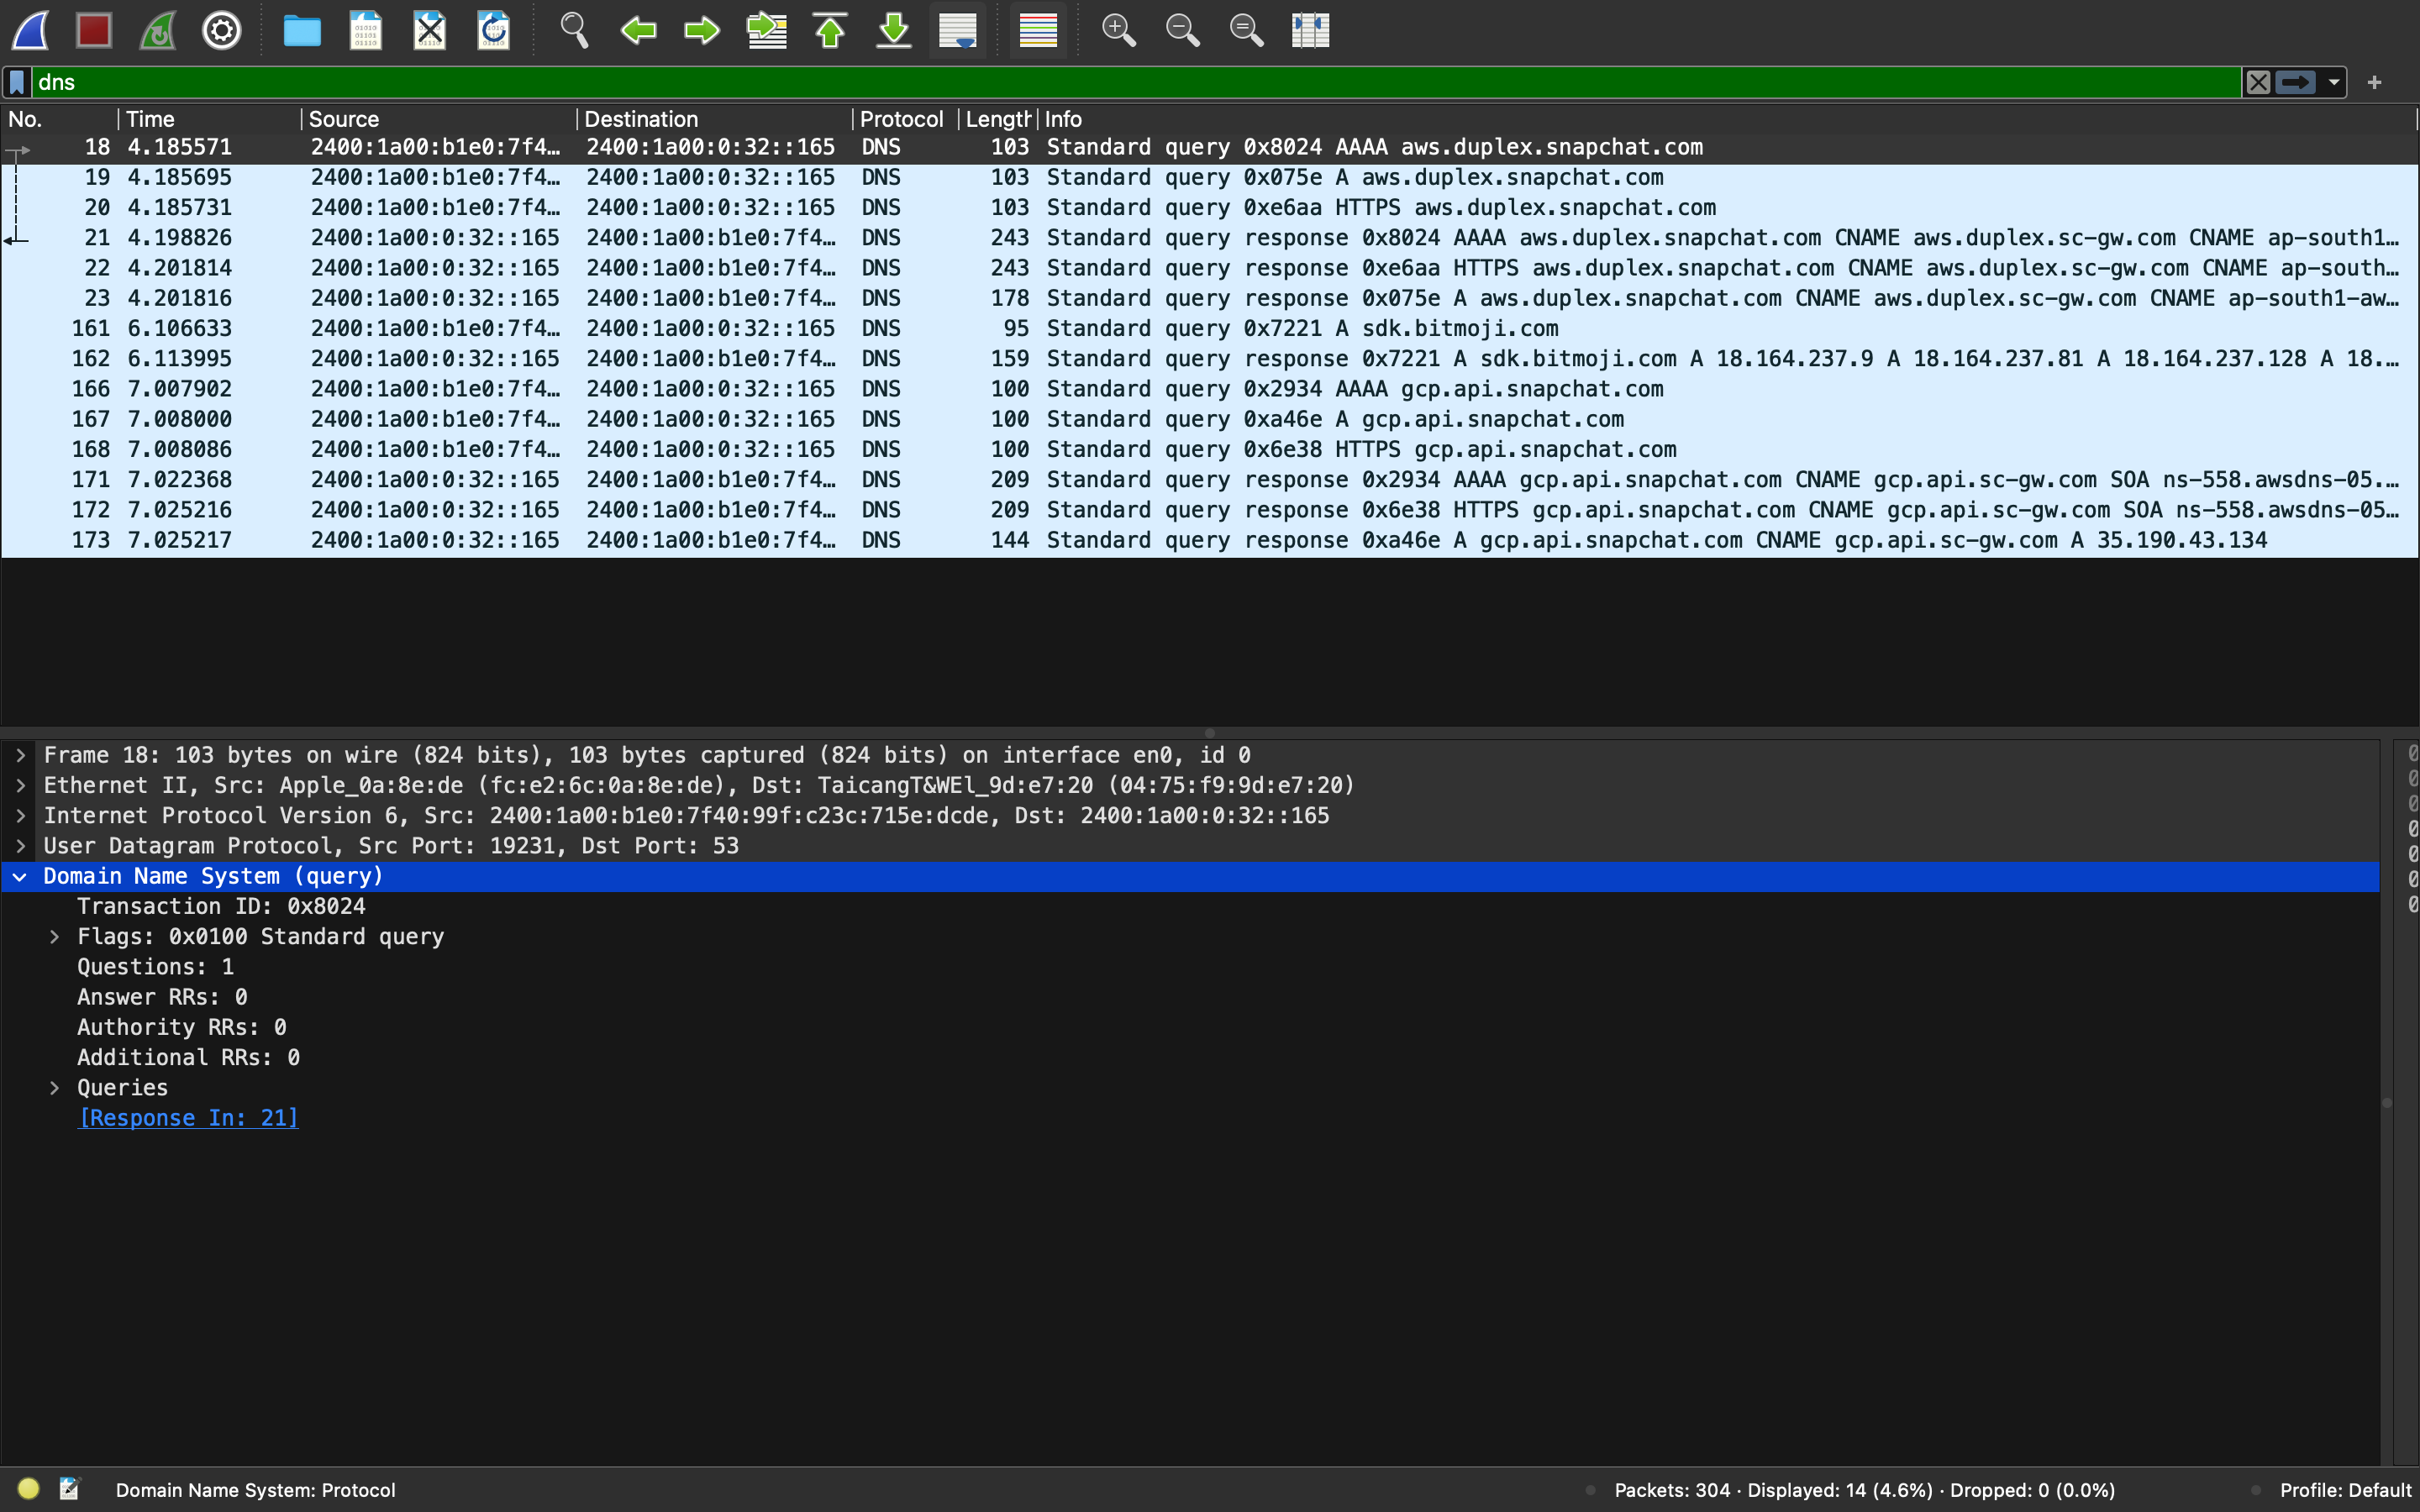 dns
No. Time Source Destination Protocol Length Info
18 4.185571 2400:1a00:b1e0:7f4… 2400:1a00:0:32::165 DNS 103 Standard query 0x8024 AAAA aws.duplex.snapchat.com
19 4.185695 2400:1a00:b1e0:7f4… 2400:1a00:0:32::165 DNS 103 Standard query 0x075e A aws.duplex.snapchat.com
20 4.185731 2400:1a00:b1e0:7f4… 2400:1a00:0:32::165 DNS 103 Standard query 0xe6aa HTTPS aws.duplex.snapchat.com
21 4.198826 2400:1a00:0:32::165 2400:1a00:b1e0:7f4… DNS 243 Standard query response 0x8024 AAAA aws.duplex.snapchat.com CNAME aws.duplex.sc-gw.com CNAME ap-south1…
22 4.201814 2400:1a00:0:32::165 2400:1a00:b1e0:7f4… DNS 243 Standard query response 0xe6aa HTTPS aws.duplex.snapchat.com CNAME aws.duplex.sc-gw.com CNAME ap-south…
23 4.201816 2400:1a00:0:32::165 2400:1a00:b1e0:7f4… DNS 178 Standard query response 0x075e A aws.duplex.snapchat.com CNAME aws.duplex.sc-gw.com CNAME ap-south1-aw…
161 6.106633 2400:1a00:b1e0:7f4… 2400:1a00:0:32::165 DNS 95 Standard query 0x7221 A sdk.bitmoji.com
162 6.113995 2400:1a00:0:32::165 2400:1a00:b1e0:7f4… DNS 159 Standard query response 0x7221 A sdk.bitmoji.com A 18.164.237.9 A 18.164.237.81 A 18.164.237.128 A 18.…
166 7.007902 2400:1a00:b1e0:7f4… 2400:1a00:0:32::165 DNS 100 Standard query 0x2934 AAAA gcp.api.snapchat.com
167 7.008000 2400:1a00:b1e0:7f4… 2400:1a00:0:32::165 DNS 100 Standard query 0xa46e A gcp.api.snapchat.com
168 7.008086 2400:1a00:b1e0:7f4… 2400:1a00:0:32::165 DNS 100 Standard query 0x6e38 HTTPS gcp.api.snapchat.com
171 7.022368 2400:1a00:0:32::165 2400:1a00:b1e0:7f4… DNS 209 Standard query response 0x2934 AAAA gcp.api.snapchat.com CNAME gcp.api.sc-gw.com SOA ns-558.awsdns-05.…
172 7.025216 2400:1a00:0:32::165 2400:1a00:b1e0:7f4… DNS 209 Standard query response 0x6e38 HTTPS gcp.api.snapchat.com CNAME gcp.api.sc-gw.com SOA ns-558.awsdns-05…
173 7.025217 2400:1a00:0:32::165 2400:1a00:b1e0:7f4… DNS 144 Standard query response 0xa46e A gcp.api.snapchat.com CNAME gcp.api.sc-gw.com A 35.190.43.134
Frame 18: 103 bytes on wire (824 bits), 103 bytes captured (824 bits) on interface en0, id 0
Ethernet II, Src: Apple_0a:8e:de (fc:e2:6c:0a:8e:de), Dst: TaicangT&WEl_9d:e7:20 (04:75:f9:9d:e7:20)
Internet Protocol Version 6, Src: 2400:1a00:b1e0:7f40:99f:c23c:715e:dcde, Dst: 2400:1a00:0:32::165
User Datagram Protocol, Src Port: 19231, Dst Port: 53
Domain Name System (query)
Transaction ID: 0x8024
Flags: 0x0100 Standard query
Questions: 1
Answer RRs: 0
Authority RRs: 0
Additional RRs: 0
Queries
[Response In: 21]
Domain Name System: Protocol
Packets: 304 · Displayed: 14 (4.6%) · Dropped: 0 (0.0%)
Profile: Default